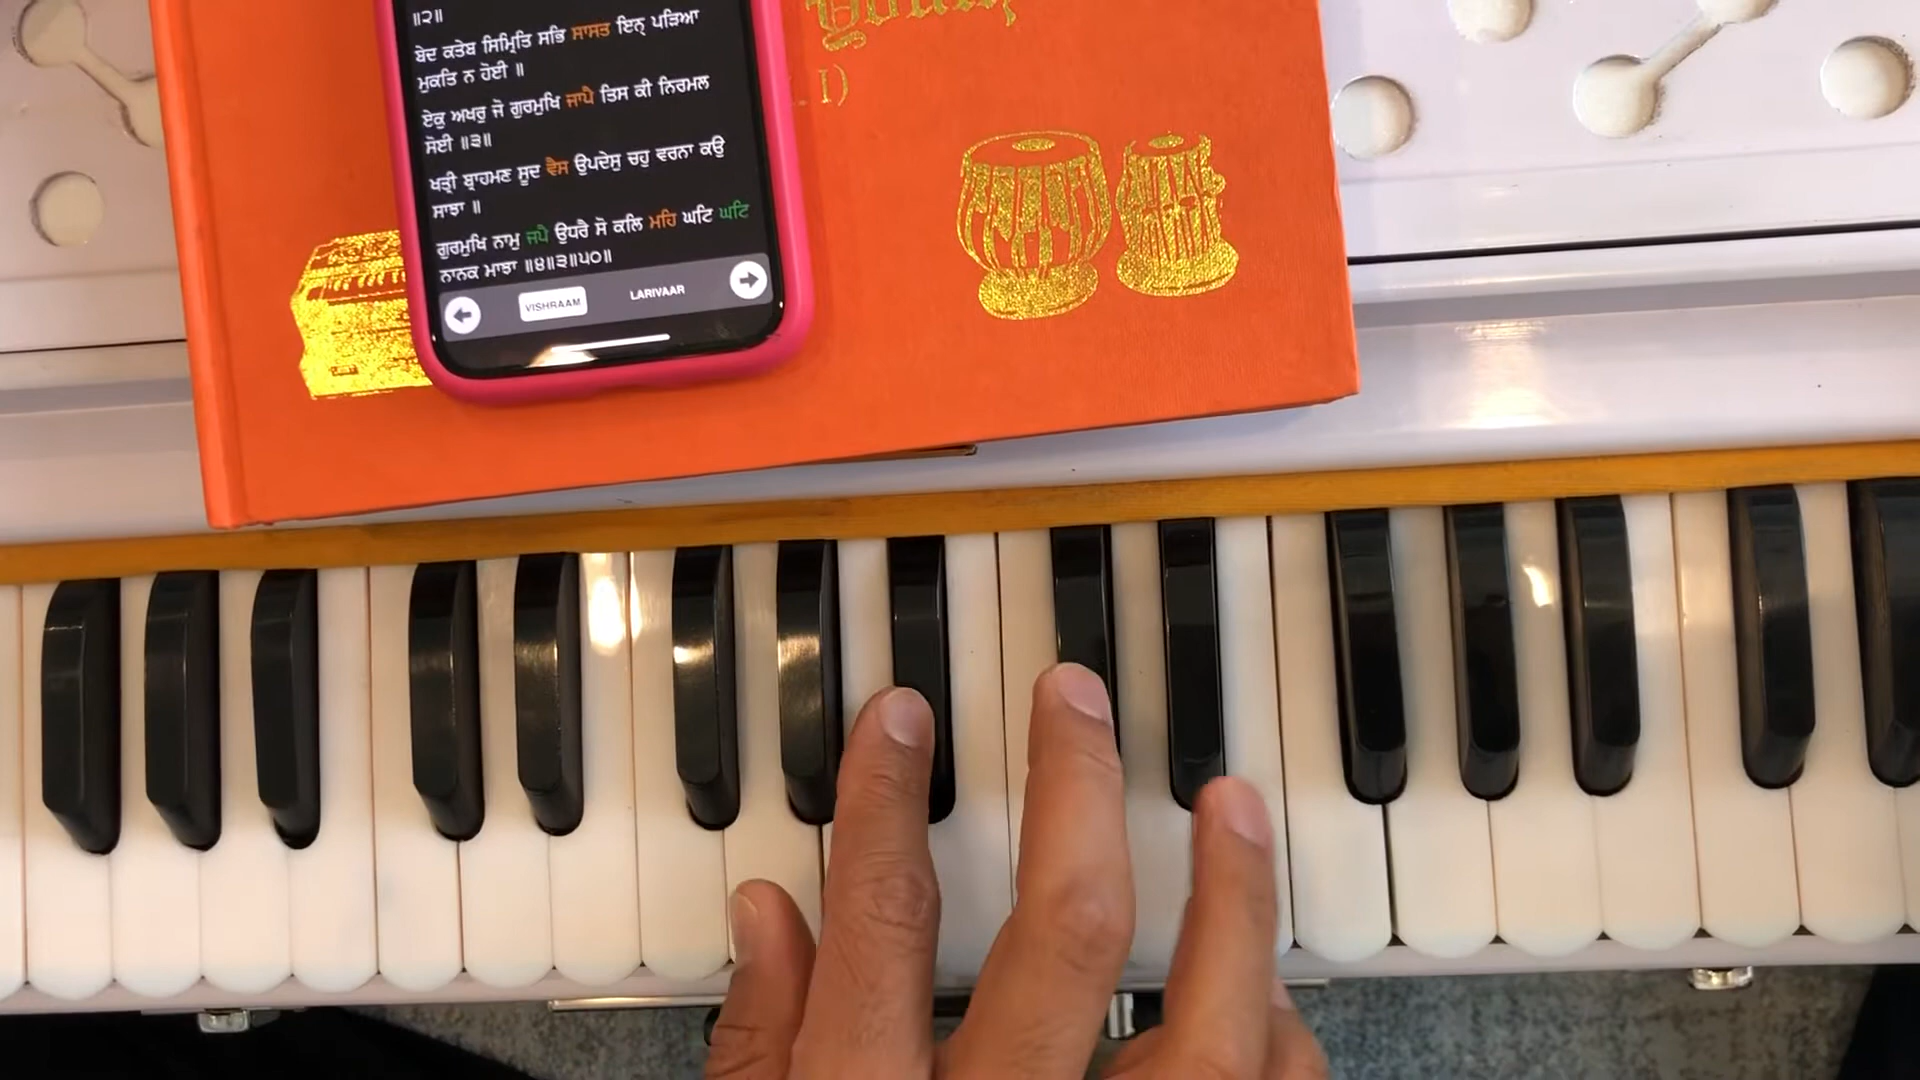 ॥੨॥
ਬੇਦ ਕਤੇਬ ਸਿਮ੍ਰਿਤਿ ਸਭਿ ਸਾਸਤ ਇਨ੍ ਪੜਿਆ
ਮੁਕਤਿ ਨ ਹੋਈ ॥
ਏਕੁ ਅਖਰੁ ਜੋ ਗੁਰਮੁਖਿ ਜਾਪੈ ਤਿਸ ਕੀ ਨਿਰਮਲ
ਸੋਈ ॥੩॥
ਖਤ੍ਰੀ ਬ੍ਰਾਹਮਣ ਸੂਦ ਵੈਸ ਉਪਦੇਸੁ ਚਹੁ ਵਰਨਾ ਕਉ
ਸਾਝਾ ॥
ਗੁਰਮੁਖਿ ਨਾਮੁ ਜਪੈ ਉਧਰੈ ਸੋ ਕਲਿ ਮਹਿ ਘਟਿ ਘਟਿ
ਨਾਨਕ ਮਾਝਾ ॥੪॥੩॥੫੦॥
VISHRAAM LARIVAAR
I)